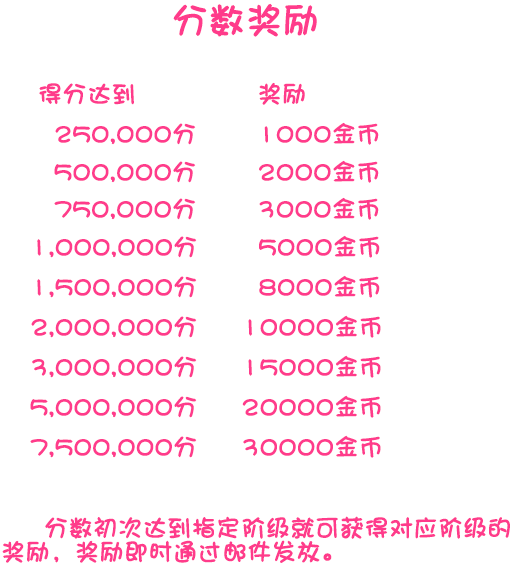 分数奖励
得分达到 奖励
250,000分 1000金币
500,000分 2000金币
750,000分 3000金币
1,000,000分 5000金币
1,500,000分 8000金币
2,000,000分 10000金币
3,000,000分 15000金币
5,000,000分 20000金币
7,500,000分 30000金币
分数初次达到指定阶级就可获得对应阶级的
奖励，奖励即时通过邮件发放。